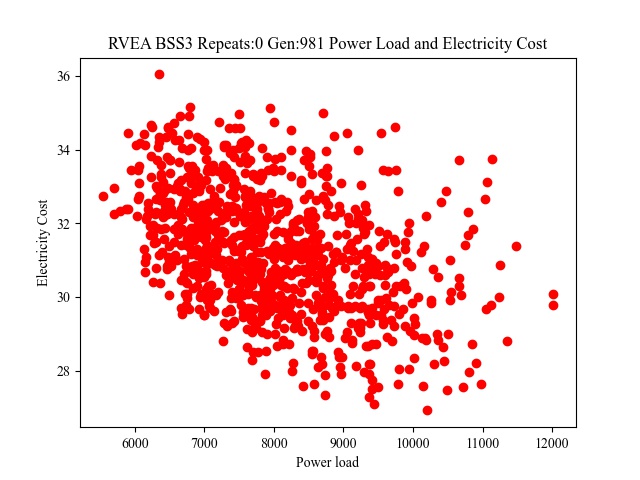 RVEA BSS3 Repeats:0 Gen:981 Power Load and Electricity Cost
36
34
32
30
28
Electricity Cost
6000 7000 8000 9000 10000 11000 12000
Power load